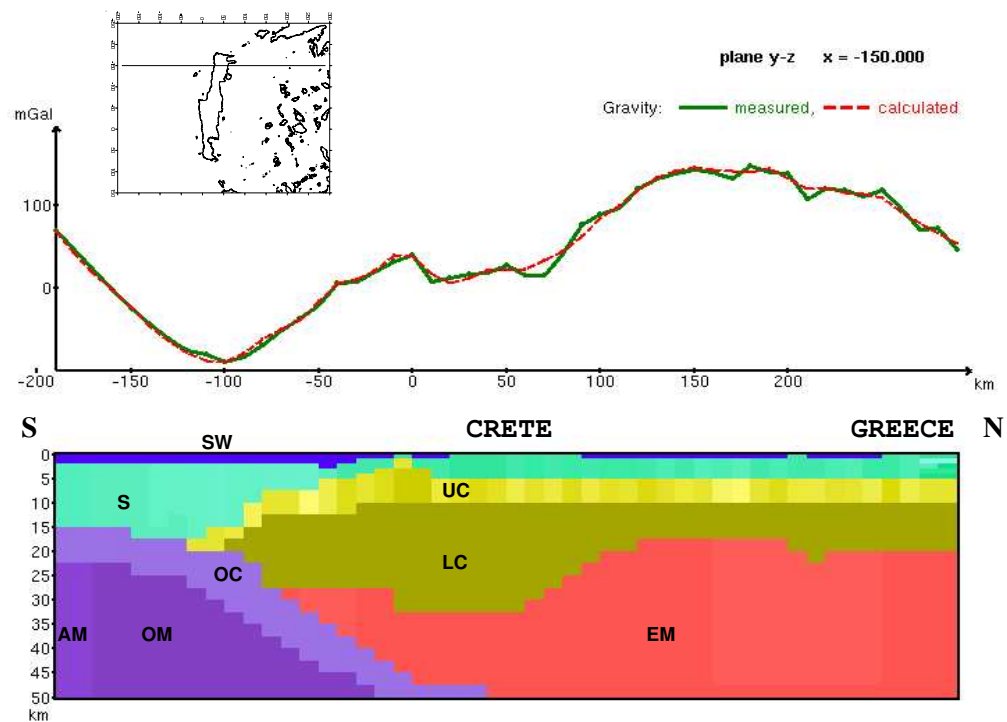 plane y-z x = -150.000
mGal
Gravity: measured, calculated
100
0
-200 -150 -100 -50 0 50 100 150 200
km
S CRETE GREECE N
SW
0
5
10
15
20
25
30
35
40
45
50
km
S
UC
LC
OC
AM OM EM